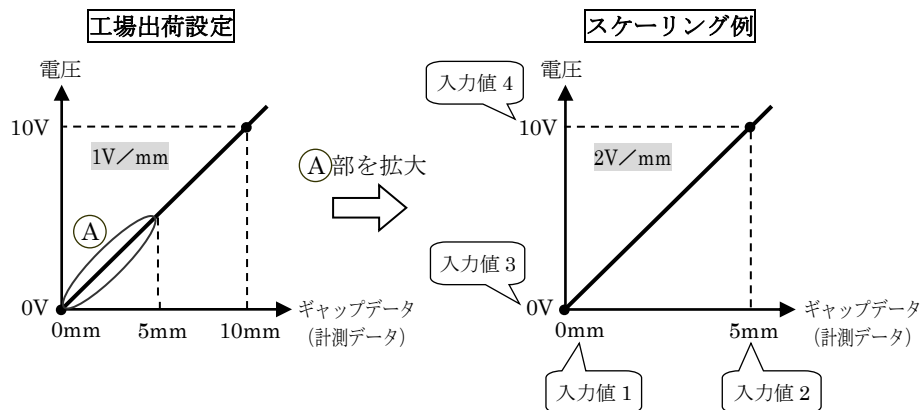 工場出荷設定
電圧
10V
1V／mm
A
0V
0mm
5mm
10mm
ギャップデータ
(計測データ)
A部を拡大
スケーリング例
入力値 4
電圧
10V
2V／mm
入力値 3
0V
0mm
5mm
ギャップデータ
(計測データ)
入力値 1
入力値 2